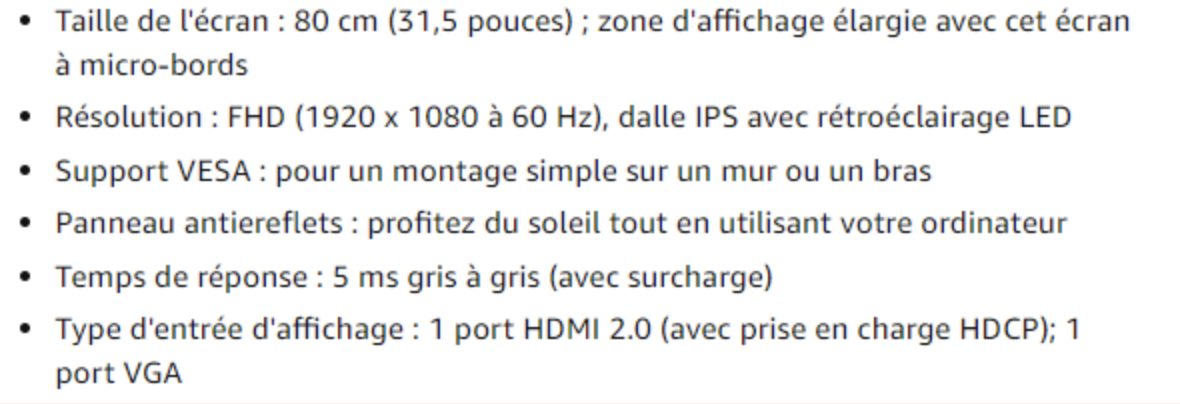 • Taille de l'écran : 80 cm (31,5 pouces) ; zone d'affichage élargie avec cet écran
à micro-bords
• Résolution : FHD (1920 x 1080 à 60 Hz), dalle IPS avec rétroéclairage LED
• Support VESA : pour un montage simple sur un mur ou un bras
• Panneau antiereflets : profitez du soleil tout en utilisant votre ordinateur
• Temps de réponse : 5 ms gris à gris (avec surcharge)
• Type d'entrée d'affichage : 1 port HDMI 2.0 (avec prise en charge HDCP); 1
port VGA